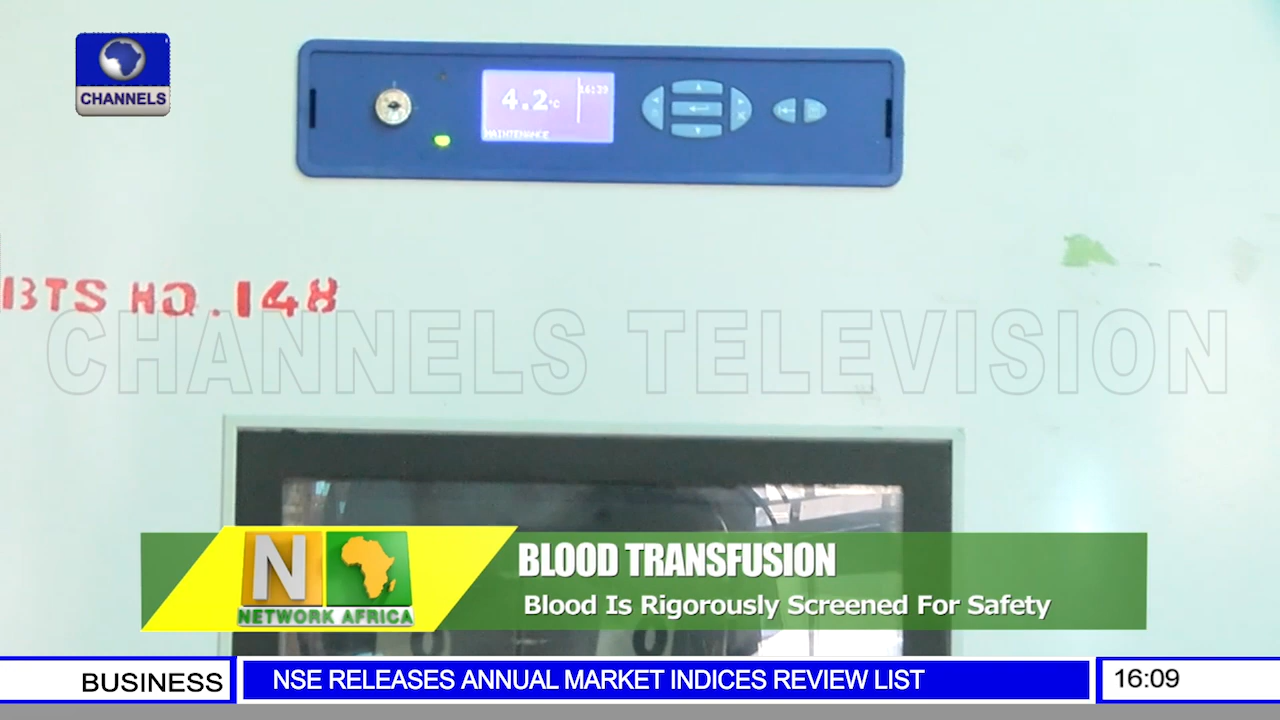 CHANNELS
4.2°C
16:39
MAINTENANCE
BTS NO.148
CHANNELS TELEVISION
BLOOD TRANSFUSION
Blood Is Rigorously Screened For Safety
N
NETWORK AFRICA
BUSINESS
NSE RELEASES ANNUAL MARKET INDICES REVIEW LIST
16:09